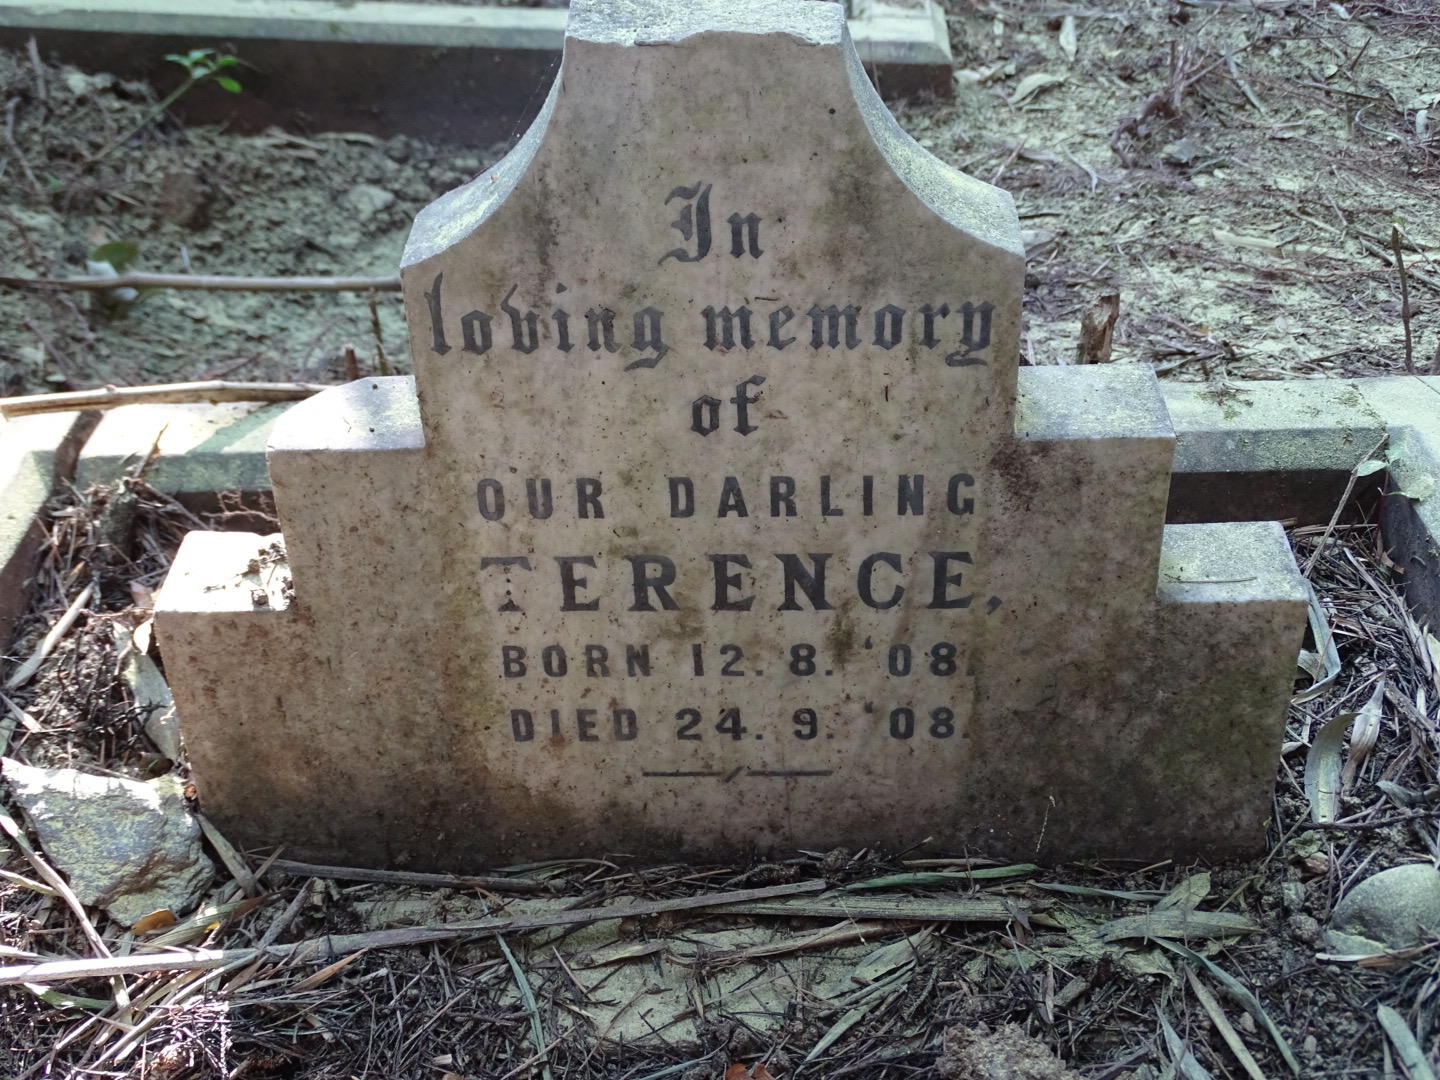 In
loving memory
of
OUR DARLING
TERENCE,
BORN 12. 8. '08.
DIED 24. 9. '08.